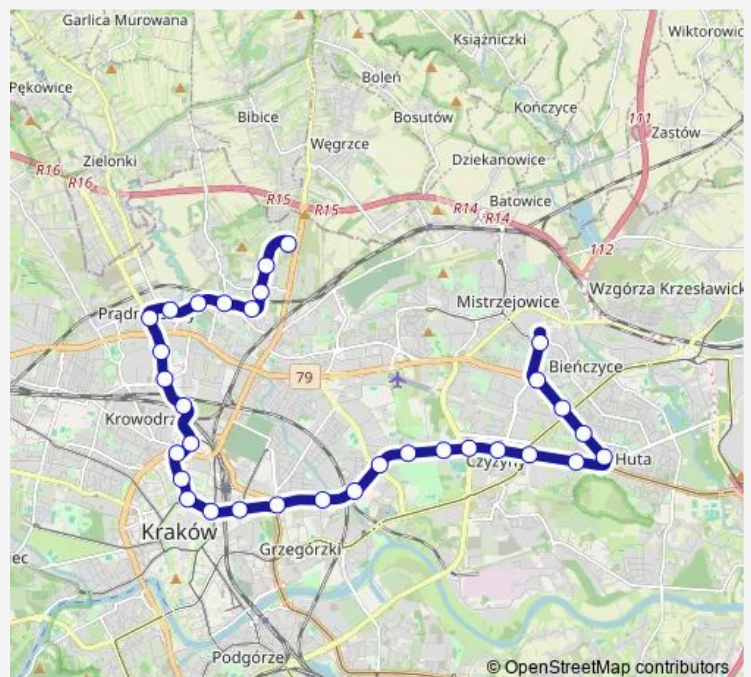 Garlica Murowana
Książniczki
Wiktorowic
Boleń
Pękowice
Kończyce
Bibice
Bosutów
111
Zastów
Węgrzce
Zielonki
Dziekanowice
R16
R16
R15
R15
Batowice
R14
R14
112
Wzgórza Krzesławick
Mistrzejowice
Prądn
79
Bieńczyce
Krowodrz
Czyżyny
Huta
Kraków
Grzegórzki
ec
Podgórze
© OpenStreetMap contributors